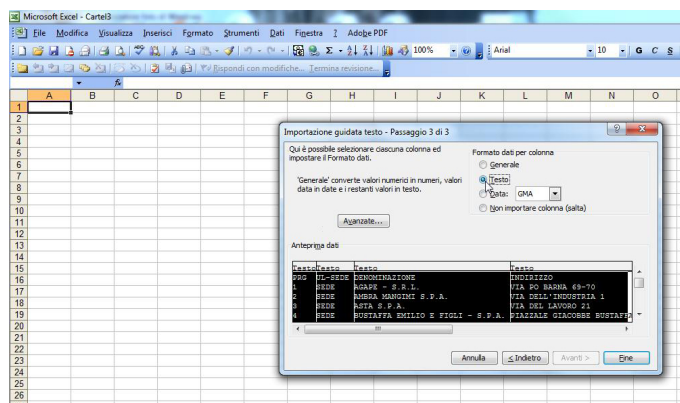 Microsoft Excel - Cartel3
File Modifica Visualizza Inserisci Formato Strumenti Dati Finestra ? Adobe PDF
100% Arial 10 G C S
Rispondi con modifiche... Termina revisione...
fx
A B C D E F G H I J K L M N O
1
2
3
4
5
6
7
8
9
10
11
12
13
14
15
16
17
18
19
20
21
22
23
24
25
26
Importazione guidata testo - Passaggio 3 di 3
Qui è possibile selezionare ciascuna colonna ed
impostare il Formato dati.
'Generale' converte valori numerici in numeri, valori
data in date e i restanti valori in testo.
Avanzate...
Formato dati per colonna
Generale
Testo
Data: GMA
Non importare colonna (salta)
Anteprima dati
Testo Testo Testo Testo
PRG UL-SEDE DENOMINAZIONE INDIRIZZO
1 SEDE AGAPE - S.R.L. VIA PO BARNA 69-70
2 SEDE AMBRA MANGIMI S.P.A. VIA DELL'INDUSTRIA 1
3 SEDE ASTA S.P.A. VIA DEL LAVORO 21
4 SEDE BUSTAFFA EMILIO E FIGLI - S.P.A. PIAZZALE GIACOBBE BUSTAFFA
Annulla < Indietro Avanti > Fine